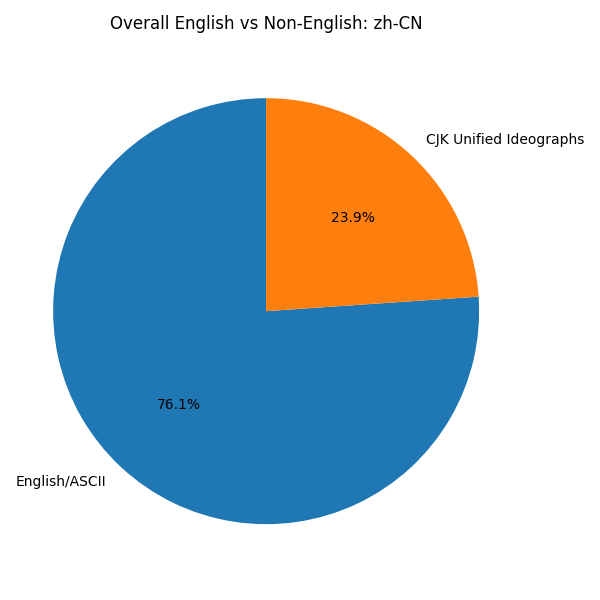 Overall English vs Non-English: zh-CN
CJK Unified Ideographs
23.9%
76.1%
English/ASCII